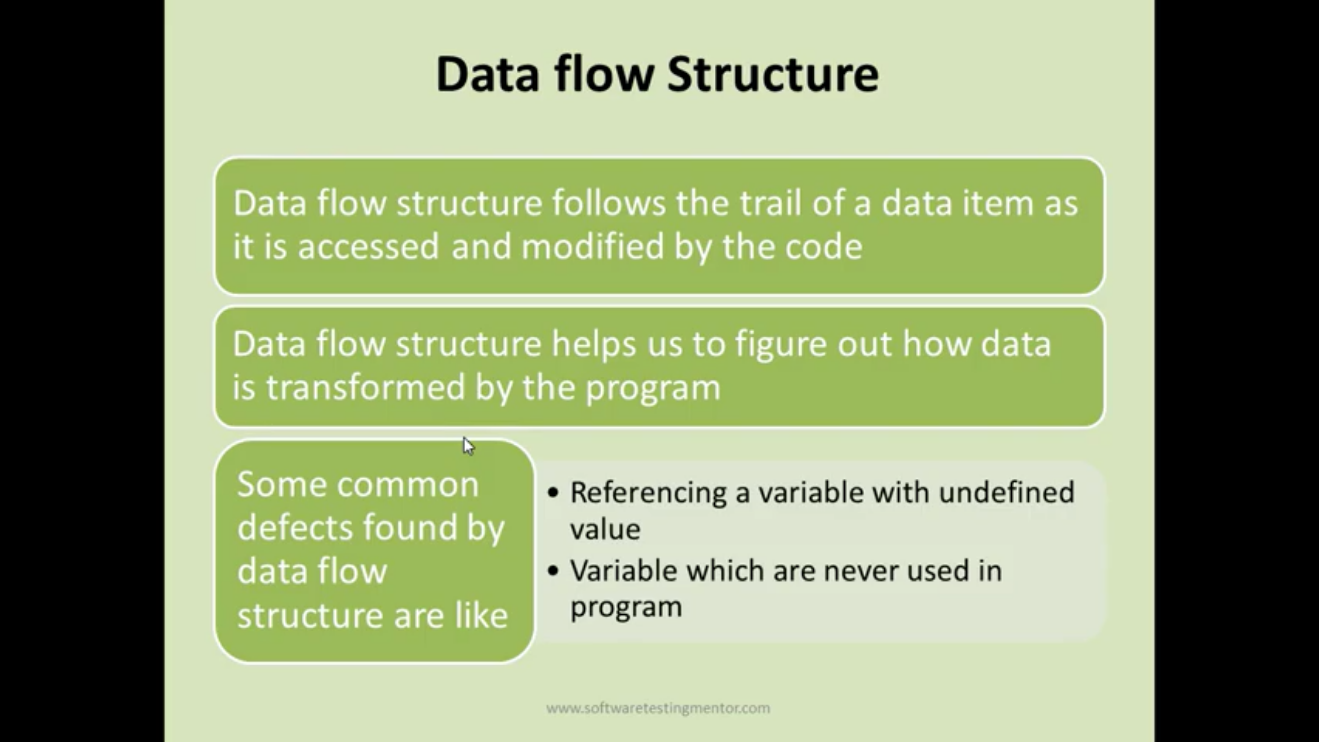 Data flow Structure
Data flow structure follows the trail of a data item as
it is accessed and modified by the code
Data flow structure helps us to figure out how data
is transformed by the program
Some common
defects found by
data flow
structure are like
• Referencing a variable with undefined
value
• Variable which are never used in
program
www.softwaretestingmentor.com